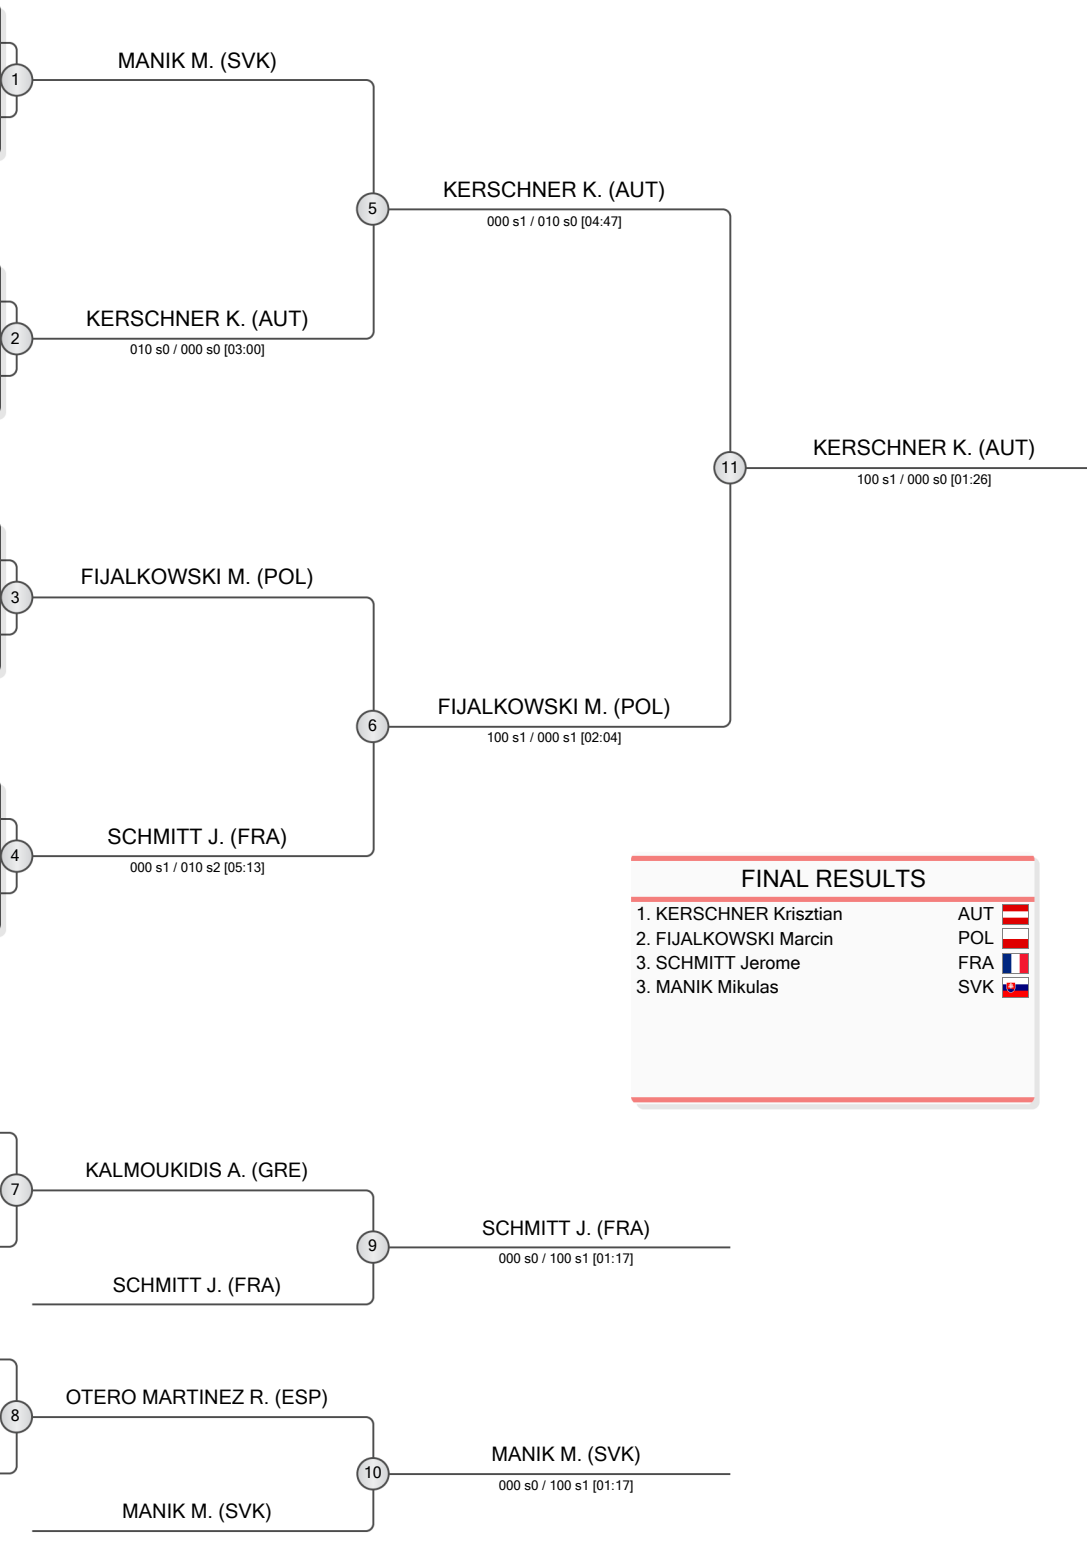 MANIK M. (SVK)
1
KERSCHNER K. (AUT)
5
000 s1 / 010 s0 [04:47]
KERSCHNER K. (AUT)
2
010 s0 / 000 s0 [03:00]
KERSCHNER K. (AUT)
11
100 s1 / 000 s0 [01:26]
FIJALKOWSKI M. (POL)
3
FIJALKOWSKI M. (POL)
6
100 s1 / 000 s1 [02:04]
SCHMITT J. (FRA)
4
000 s1 / 010 s2 [05:13]
FINAL RESULTS
1. KERSCHNER Krisztian AUT
2. FIJALKOWSKI Marcin POL
3. SCHMITT Jerome FRA
3. MANIK Mikulas SVK
KALMOUKIDIS A. (GRE)
7
SCHMITT J. (FRA)
9
000 s0 / 100 s1 [01:17]
SCHMITT J. (FRA)
OTERO MARTINEZ R. (ESP)
8
MANIK M. (SVK)
10
000 s0 / 100 s1 [01:17]
MANIK M. (SVK)